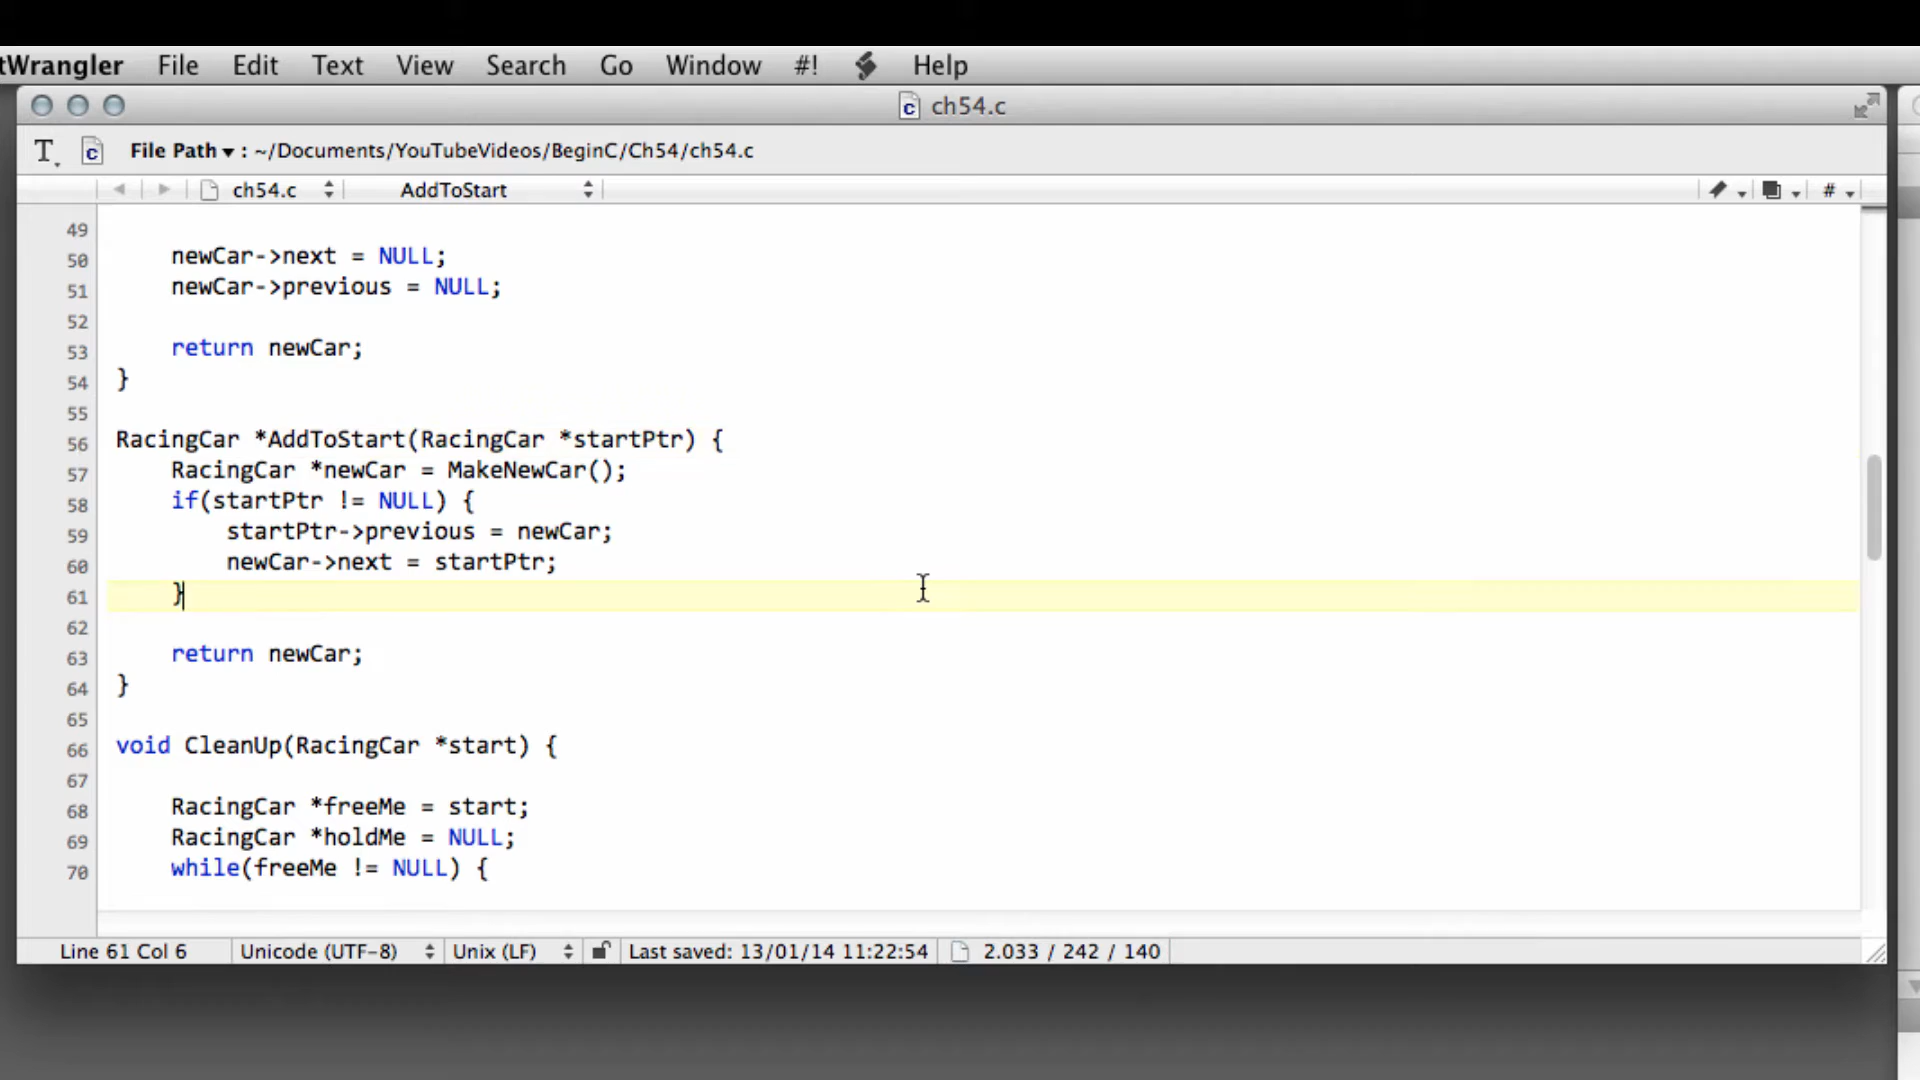 tWrangler File Edit Text View Search Go Window #! Help
ch54.c
File Path : ~/Documents/YouTubeVideos/BeginC/Ch54/ch54.c
ch54.c AddToStart #
49
50 newCar->next = NULL;
51 newCar->previous = NULL;
52
53 return newCar;
54 }
55
56 RacingCar *AddToStart(RacingCar *startPtr) {
57 RacingCar *newCar = MakeNewCar();
58 if(startPtr != NULL) {
59 startPtr->previous = newCar;
60 newCar->next = startPtr;
61 }
62
63 return newCar;
64 }
65
66 void CleanUp(RacingCar *start) {
67
68 RacingCar *freeMe = start;
69 RacingCar *holdMe = NULL;
70 while(freeMe != NULL) {
Line 61 Col 6 Unicode (UTF-8) Unix (LF) Last saved: 13/01/14 11:22:54 2.033 / 242 / 140